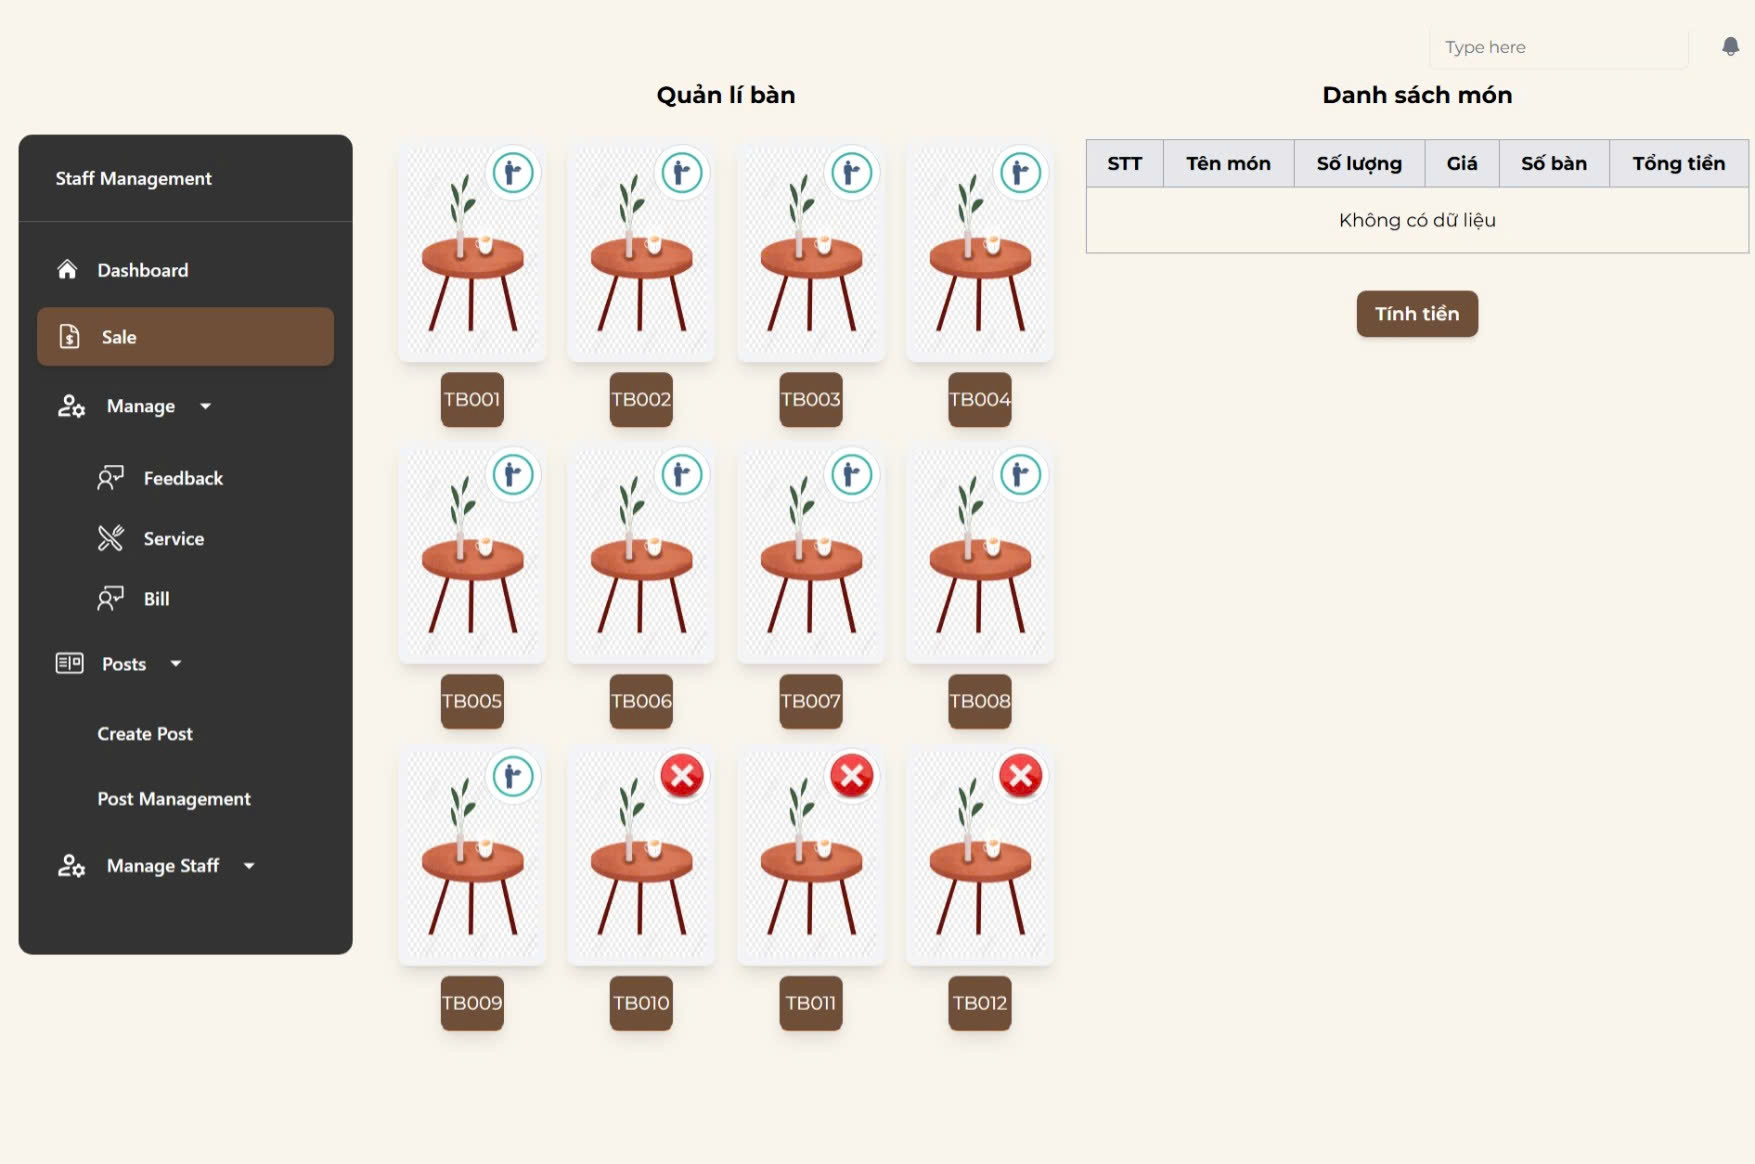 Type here
Quản lí bàn
Danh sách món
Staff Management
Dashboard
Sale
Manage
Feedback
Service
Bill
Posts
Create Post
Post Management
Manage Staff
TB001 TB002 TB003 TB004
TB005 TB006 TB007 TB008
TB009 TB010 TB011 TB012
STT Tên món Số lượng Giá Số bàn Tổng tiền
Không có dữ liệu
Tính tiền